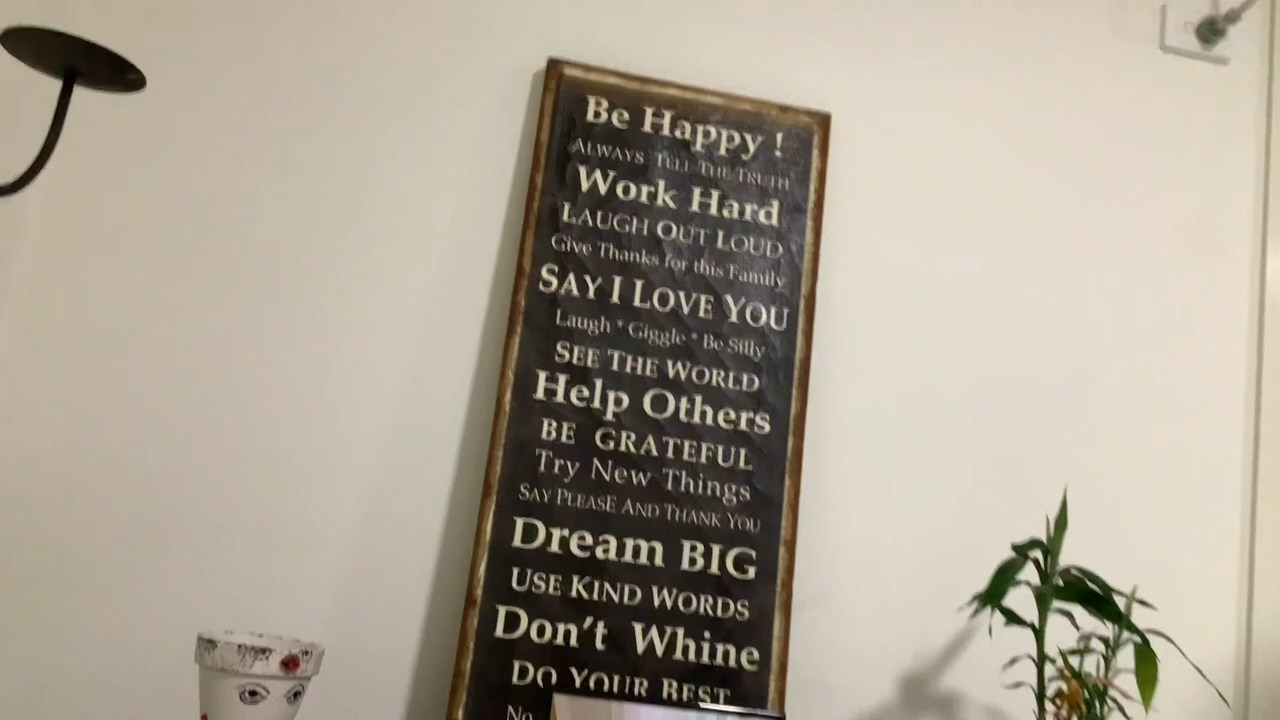 Be Happy !
ALWAYS TELL THE TRUTH
Work Hard
LAUGH OUT LOUD
Give Thanks for this Family
SAY I LOVE YOU
Laugh * Giggle * Be Silly
SEE THE WORLD
Help Others
BE GRATEFUL
Try New Things
SAY PLEASE AND THANK YOU
Dream BIG
USE KIND WORDS
Don't Whine
DO YOUR BEST
No